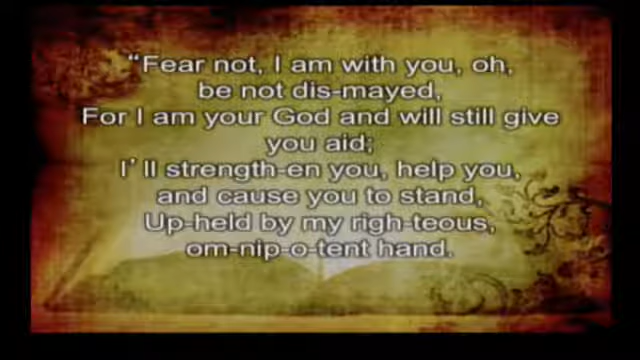 “Fear not, I am with you, oh,
be not dis-mayed,
For I am your God and will still give
you aid;
I’ ll strength-en you, help you,
and cause you to stand,
Up-held by my righ-teous,
om-nip-o-tent hand.